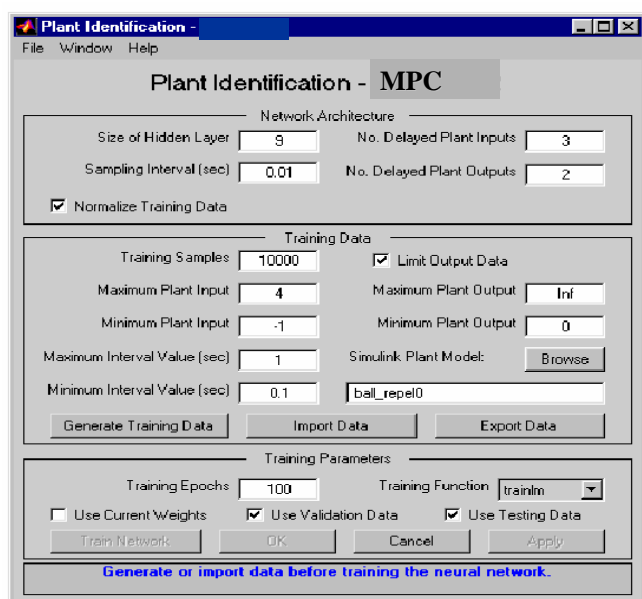 Plant Identification -
File Window Help
Plant Identification - MPC
Network Architecture
Size of Hidden Layer 9 No. Delayed Plant Inputs 3
Sampling Interval (sec) 0.01 No. Delayed Plant Outputs 2
Normalize Training Data
Training Data
Training Samples 10000 Limit Output Data
Maximum Plant Input 4 Maximum Plant Output Inf
Minimum Plant Input -1 Minimum Plant Output 0
Maximum Interval Value (sec) 1 Simulink Plant Model: Browse
Minimum Interval Value (sec) 0.1 ball_repel0
Generate Training Data Import Data Export Data
Training Parameters
Training Epochs 100 Training Function trainlm
Use Current Weights Use Validation Data Use Testing Data
Train Network OK Cancel Apply
Generate or import data before training the neural network.